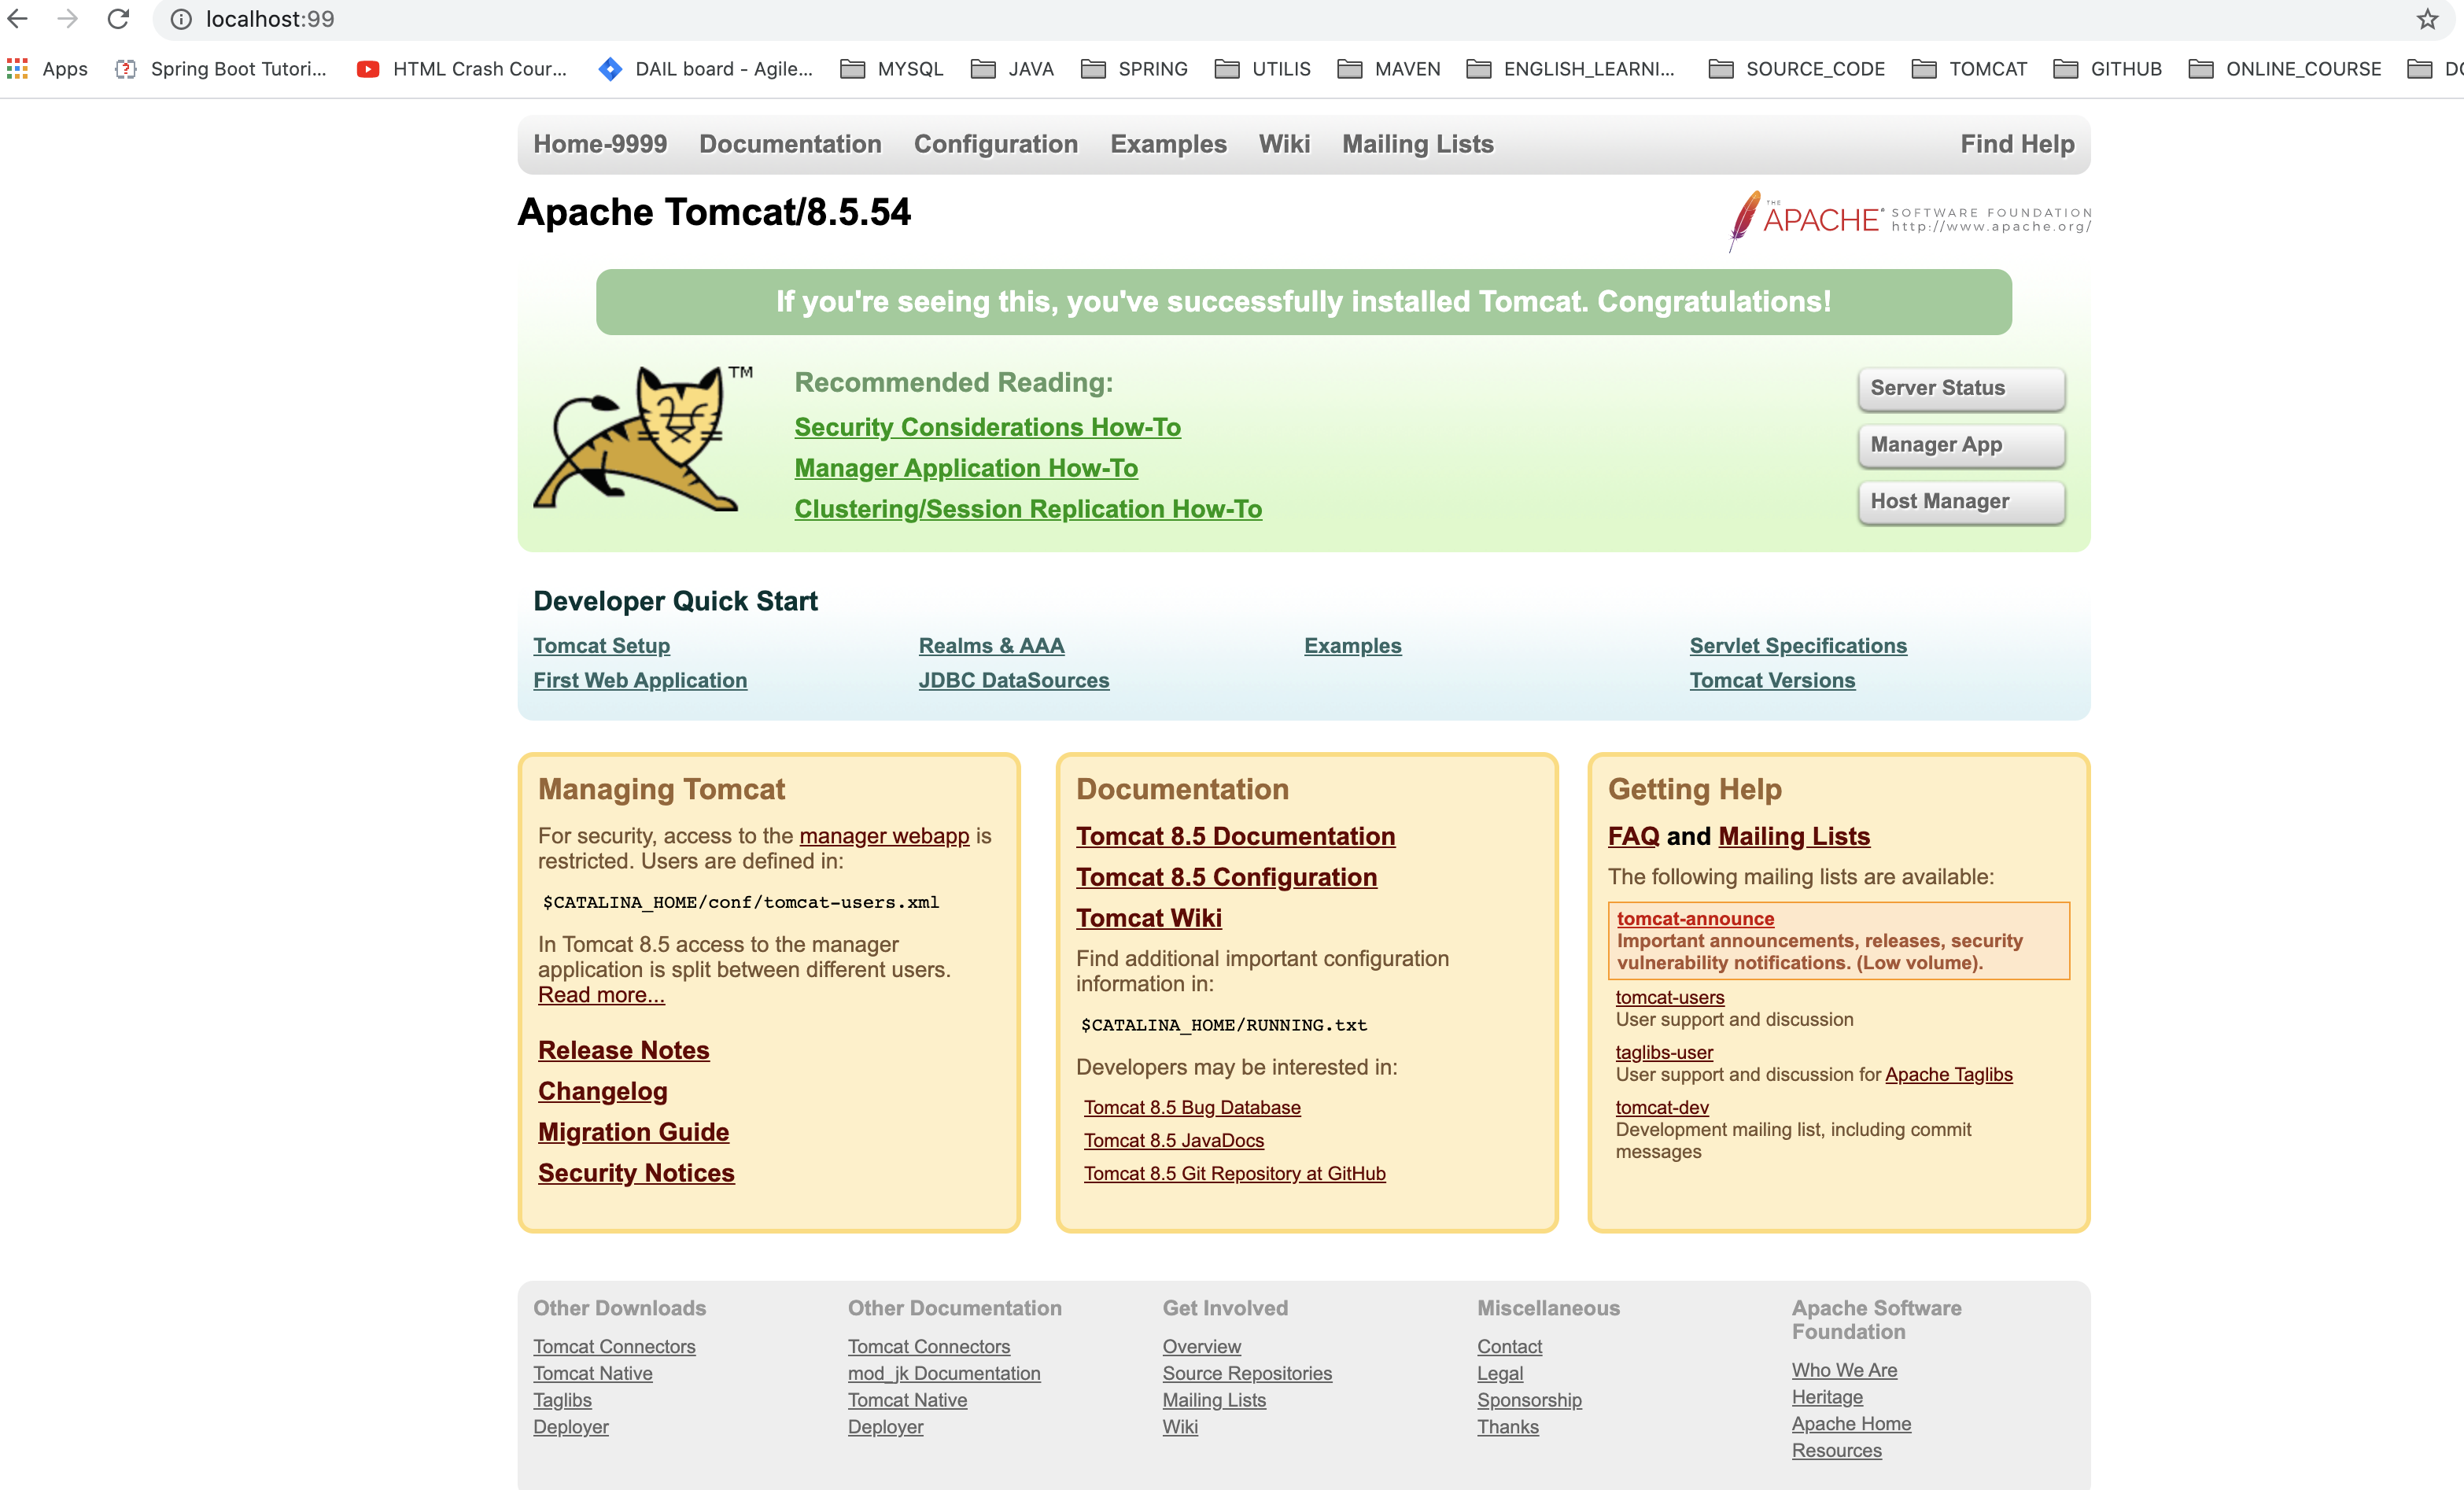 localhost:99
Apps Spring Boot Tutori... HTML Crash Cour... DAIL board - Agile... MYSQL JAVA SPRING UTILIS MAVEN ENGLISH_LEARNI... SOURCE_CODE TOMCAT GITHUB ONLINE_COURSE
Home-9999 Documentation Configuration Examples Wiki Mailing Lists Find Help
Apache Tomcat/8.5.54
THE APACHE® SOFTWARE FOUNDATION
http://www.apache.org/
If you're seeing this, you've successfully installed Tomcat. Congratulations!
TM
Recommended Reading:
Security Considerations How-To
Manager Application How-To
Clustering/Session Replication How-To
Server Status
Manager App
Host Manager
Developer Quick Start
Tomcat Setup
First Web Application
Realms & AAA
JDBC DataSources
Examples
Servlet Specifications
Tomcat Versions
Managing Tomcat
For security, access to the manager webapp is
restricted. Users are defined in:
$CATALINA_HOME/conf/tomcat-users.xml
In Tomcat 8.5 access to the manager
application is split between different users.
Read more...
Release Notes
Changelog
Migration Guide
Security Notices
Documentation
Tomcat 8.5 Documentation
Tomcat 8.5 Configuration
Tomcat Wiki
Find additional important configuration
information in:
$CATALINA_HOME/RUNNING.txt
Developers may be interested in:
Tomcat 8.5 Bug Database
Tomcat 8.5 JavaDocs
Tomcat 8.5 Git Repository at GitHub
Getting Help
FAQ and Mailing Lists
The following mailing lists are available:
tomcat-announce
Important announcements, releases, security
vulnerability notifications. (Low volume).
tomcat-users
User support and discussion
taglibs-user
User support and discussion for Apache Taglibs
tomcat-dev
Development mailing list, including commit
messages
Other Downloads
Tomcat Connectors
Tomcat Native
Taglibs
Deployer
Other Documentation
Tomcat Connectors
mod_jk Documentation
Tomcat Native
Deployer
Get Involved
Overview
Source Repositories
Mailing Lists
Wiki
Miscellaneous
Contact
Legal
Sponsorship
Thanks
Apache Software
Foundation
Who We Are
Heritage
Apache Home
Resources